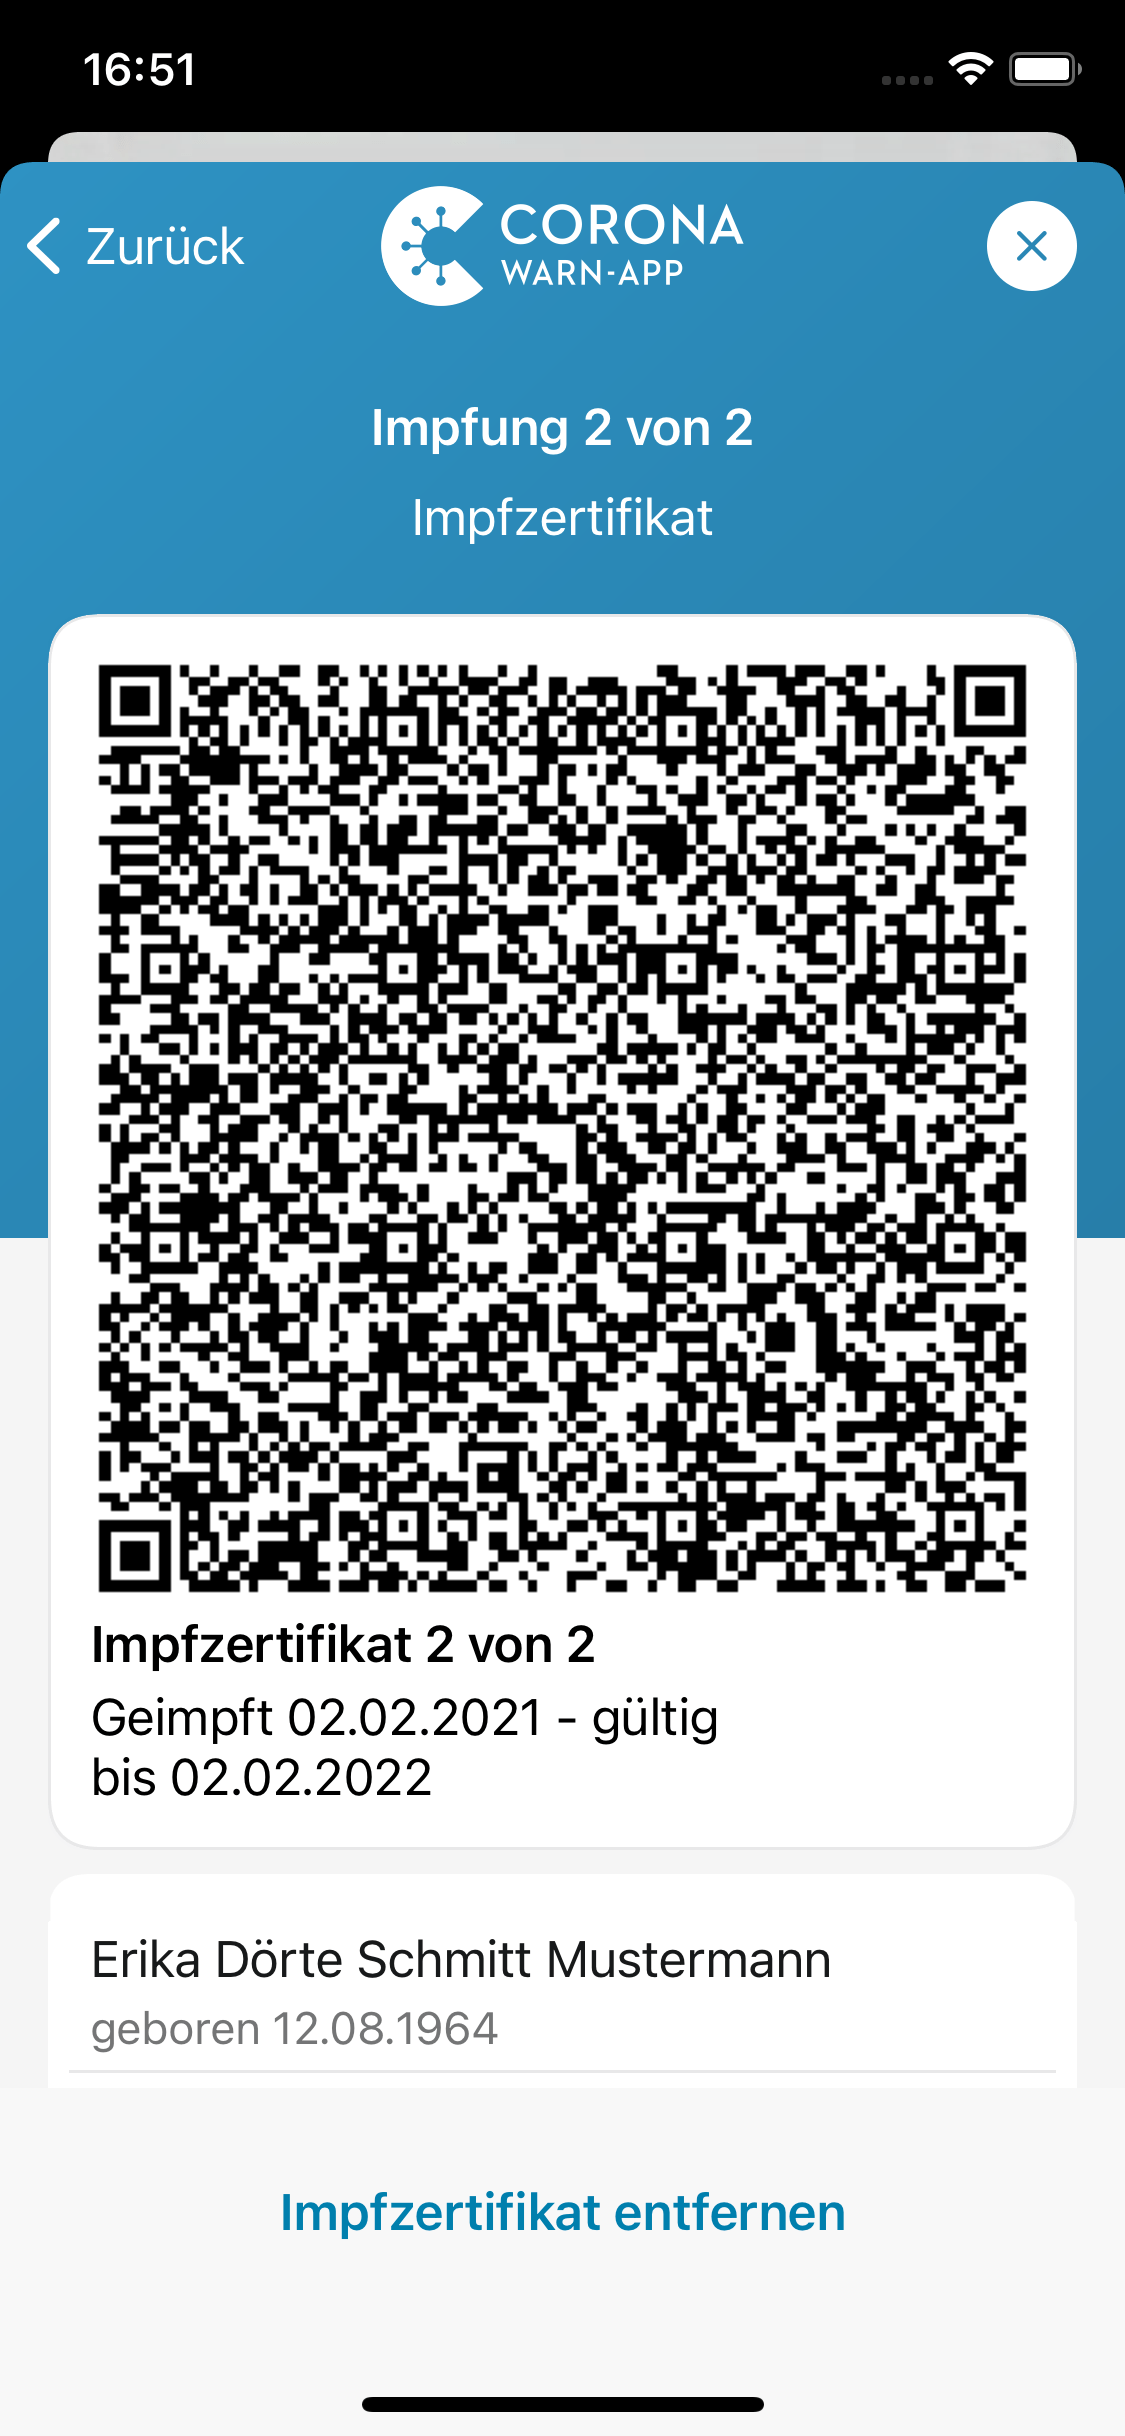 16:51
Zurück
CORONA
WARN-APP
Impfung 2 von 2
Impfzertifikat
Impfzertifikat 2 von 2
Geimpft 02.02.2021 - gültig
bis 02.02.2022
Erika Dörte Schmitt Mustermann
geboren 12.08.1964
Impfzertifikat entfernen